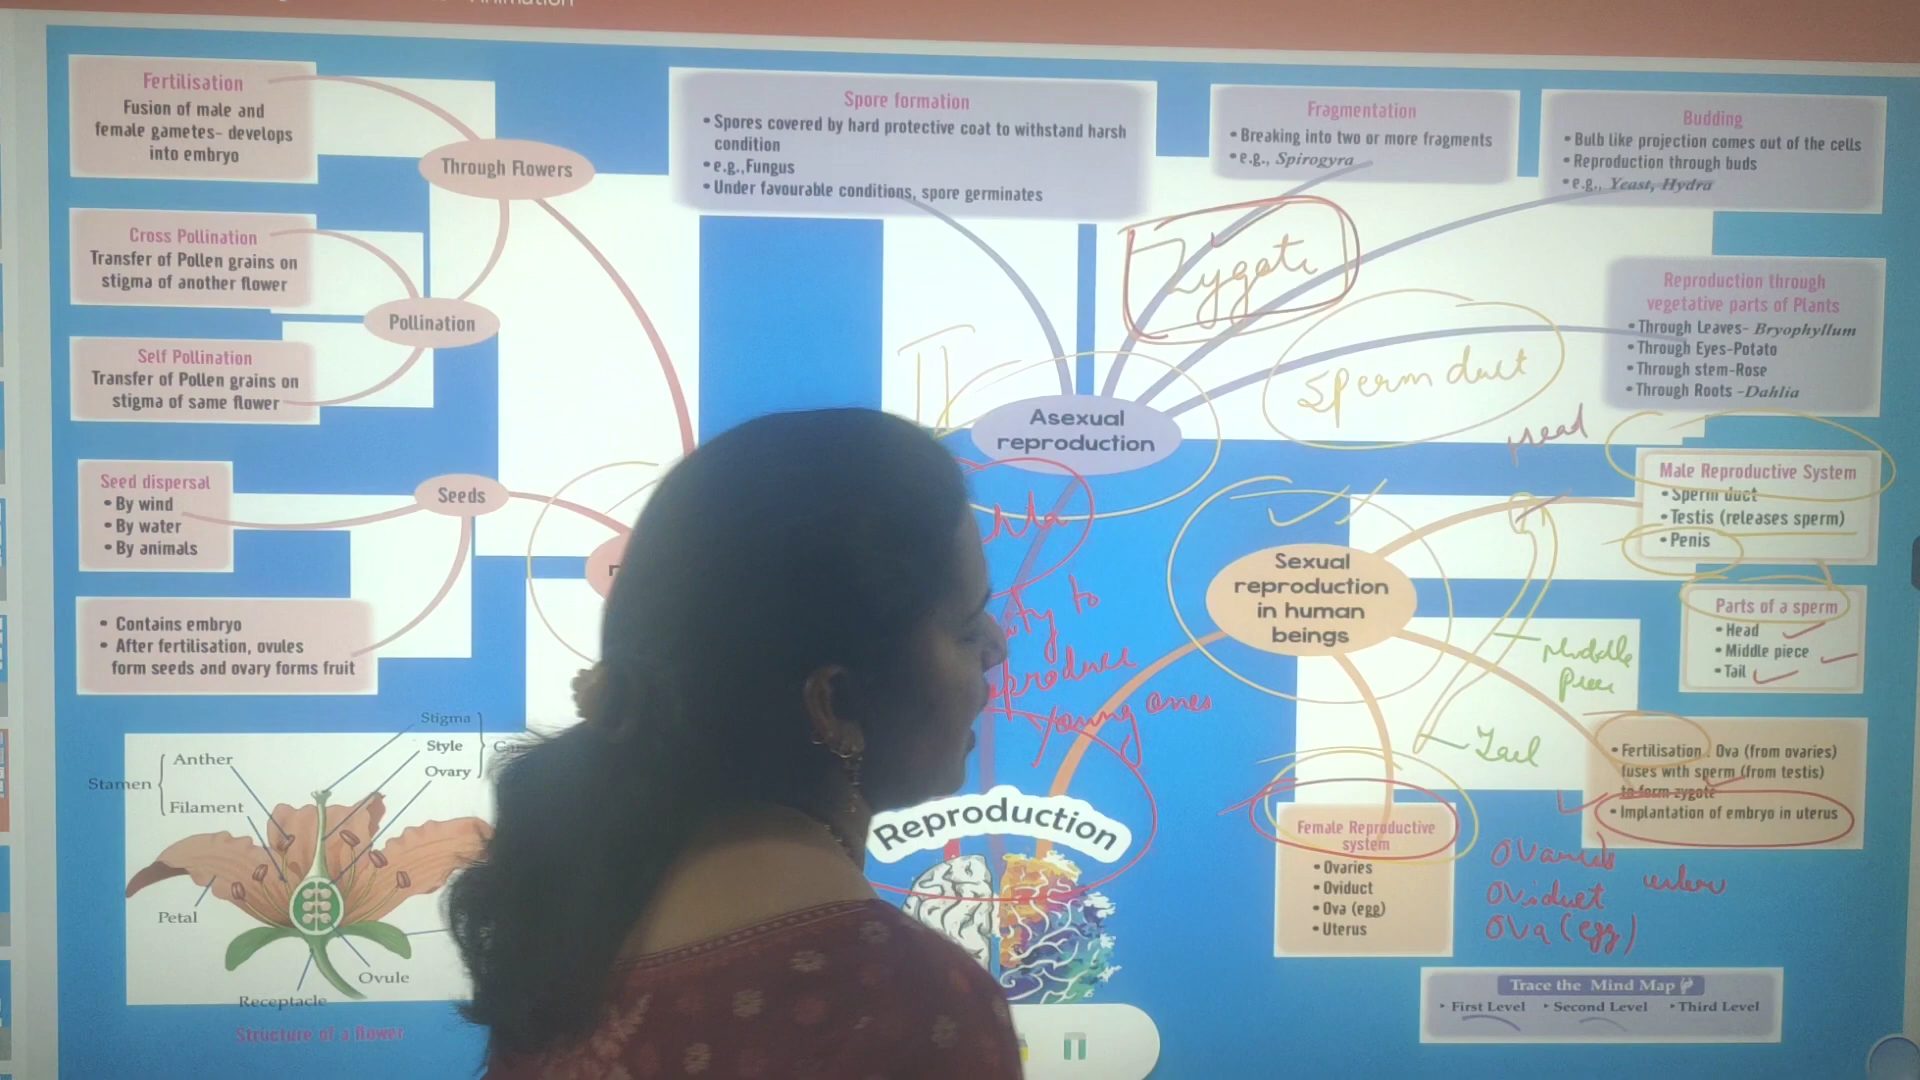 Animation
Fertilisation
Fusion of male and
female gametes- develops
into embryo
Through Flowers
Cross Pollination
Transfer of Pollen grains on
stigma of another flower
Pollination
Self Pollination
Transfer of Pollen grains on
stigma of same flower
Seed dispersal
• By wind
• By water
• By animals
Seeds
• Contains embryo
• After fertilisation, ovules
form seeds and ovary forms fruit
Stigma
Style
Ovary
Anther
Stamen
Filament
Petal
Ovule
Receptacle
Structure of a flower
Spore formation
• Spores covered by hard protective coat to withstand harsh
condition
• e.g.,Fungus
• Under favourable conditions, spore germinates
Fragmentation
• Breaking into two or more fragments
• e.g., Spirogyra
Budding
• Bulb like projection comes out of the cells
• Reproduction through buds
• e.g., Yeast, Hydra
Zygote
Reproduction through
vegetative parts of Plants
• Through Leaves- Bryophyllum
• Through Eyes-Potato
• Through stem-Rose
• Through Roots -Dahlia
II
Sperm duct
Asexual
reproduction
Head
Male Reproductive System
• Sperm duct
• Testis (releases sperm)
• Penis
Sexual
reproduction
in human
beings
Parts of a sperm
• Head
• Middle piece
• Tail
to
young ones
Middle
piece
Tail
• Fertilisation : Ova (from ovaries)
fuses with sperm (from testis)
to form zygote
• Implantation of embryo in uterus
Reproduction
Female Reproductive
system
• Ovaries
• Oviduct
• Ova (egg)
• Uterus
Oviduct
Ova (egg)
Trace the Mind Map
‣ First Level ‣ Second Level ‣ Third Level